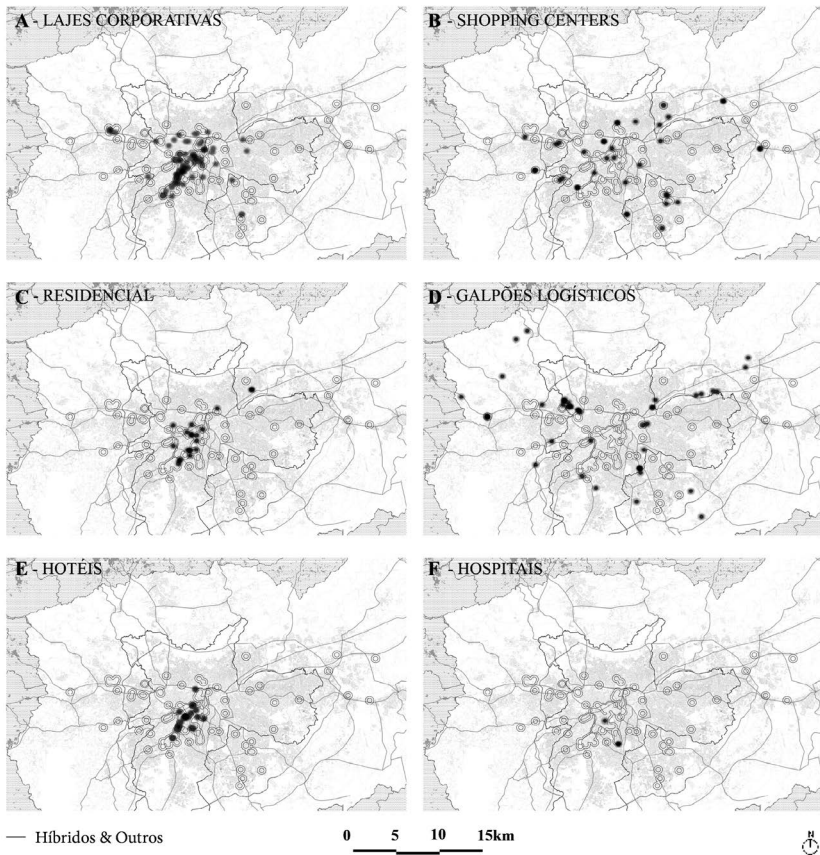 A - LAJES CORPORATIVAS
B - SHOPPING CENTERS
C - RESIDENCIAL
D - GALPÕES LOGÍSTICOS
E - HOTÉIS
F - HOSPITAIS
— Híbridos & Outros
0 5 10 15km
N